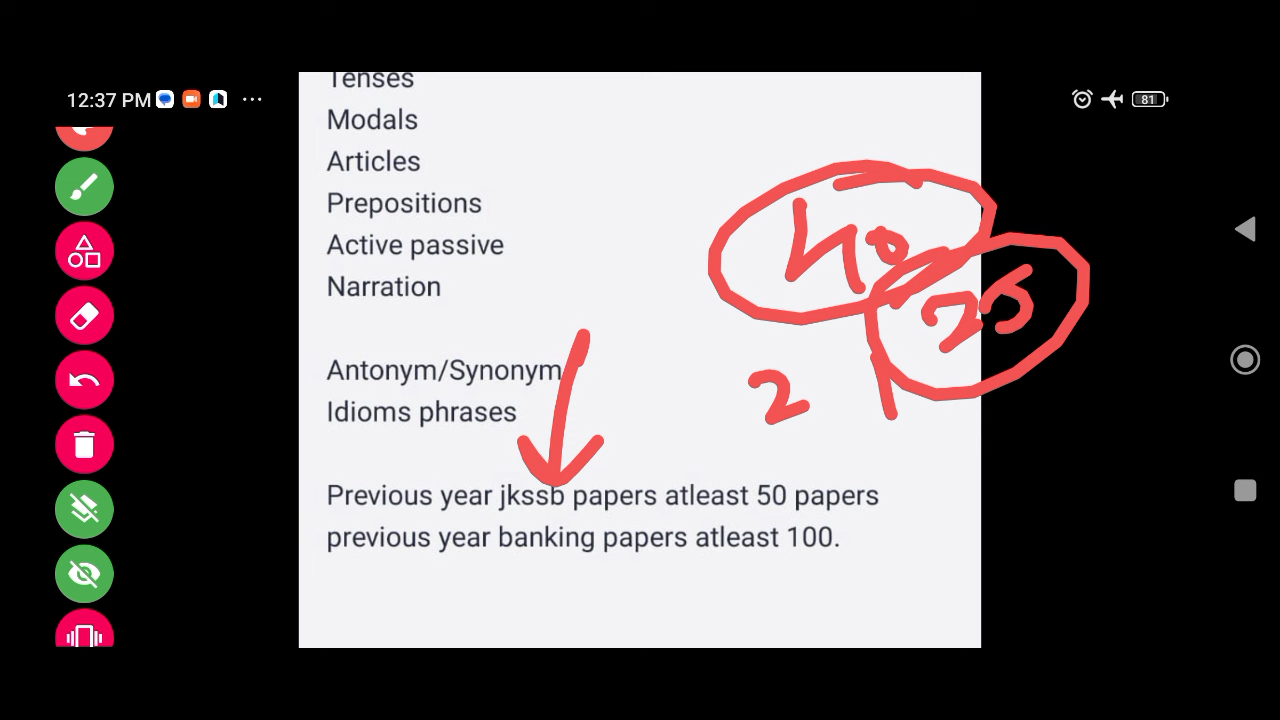 12:37 PM
81
Tenses
Modals
Articles
Prepositions
Active passive
Narration
40
25
2
Antonym/Synonym
Idioms phrases
Previous year jkssb papers atleast 50 papers
previous year banking papers atleast 100.